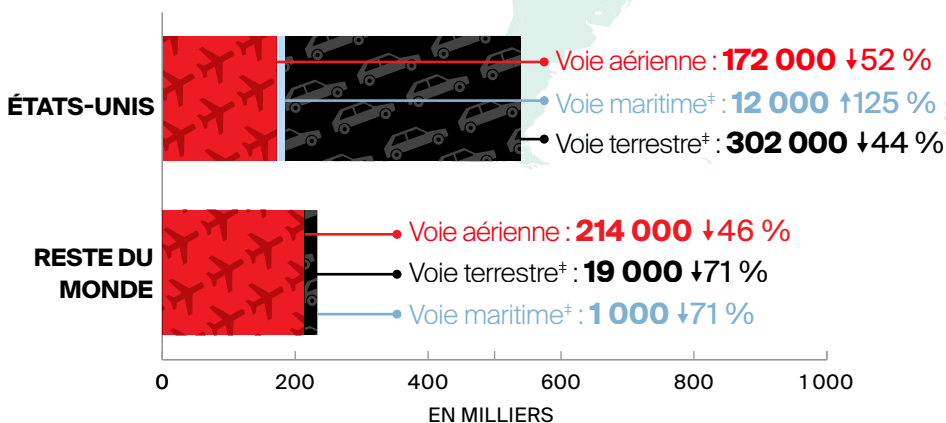 ÉTATS-UNIS
Voie aérienne : 172 000 ↓52 %
Voie maritime‡ : 12 000 ↑125 %
Voie terrestre‡ : 302 000 ↓44 %
RESTE DU
MONDE
Voie aérienne : 214 000 ↓46 %
Voie terrestre‡ : 19 000 ↓71 %
Voie maritime‡ : 1 000 ↓71 %
0 200 400 600 800 1 000
EN MILLIERS